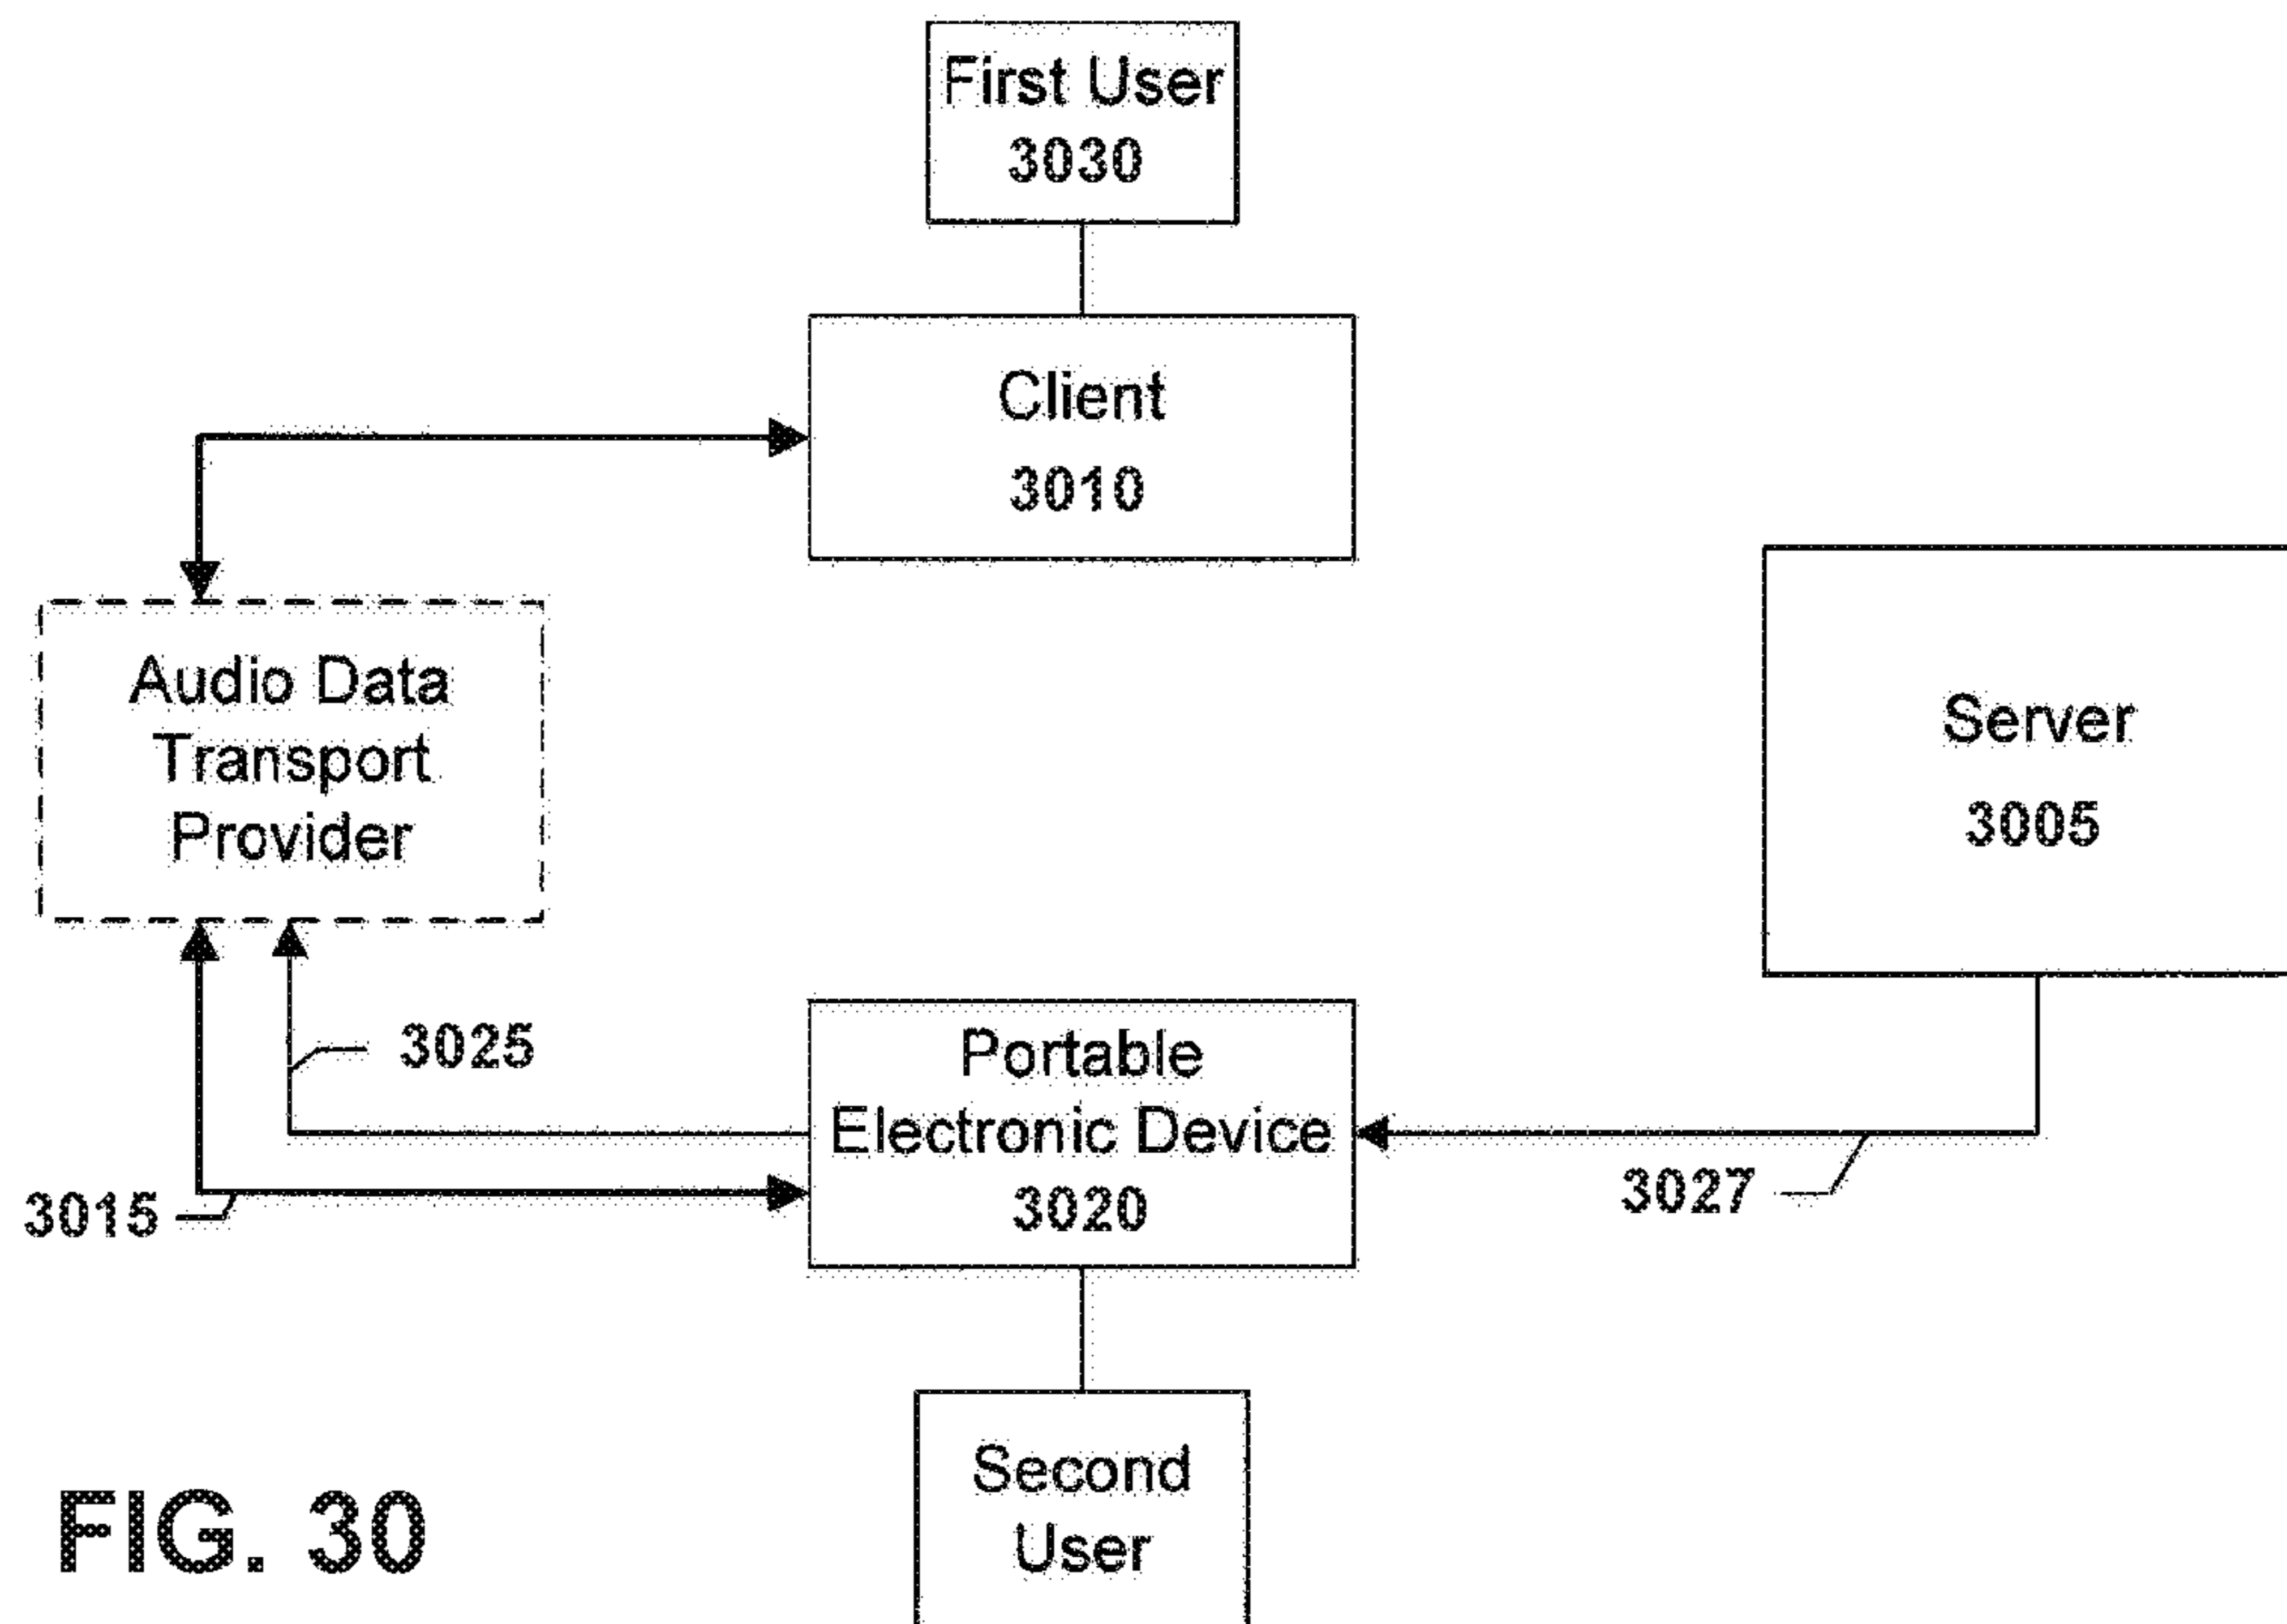 First User
3030
Client
3010
Audio Data
Transport
Provider
Server
3005
3025
Portable
Electronic Device
3020
3015
3027
Second
User
FIG. 30